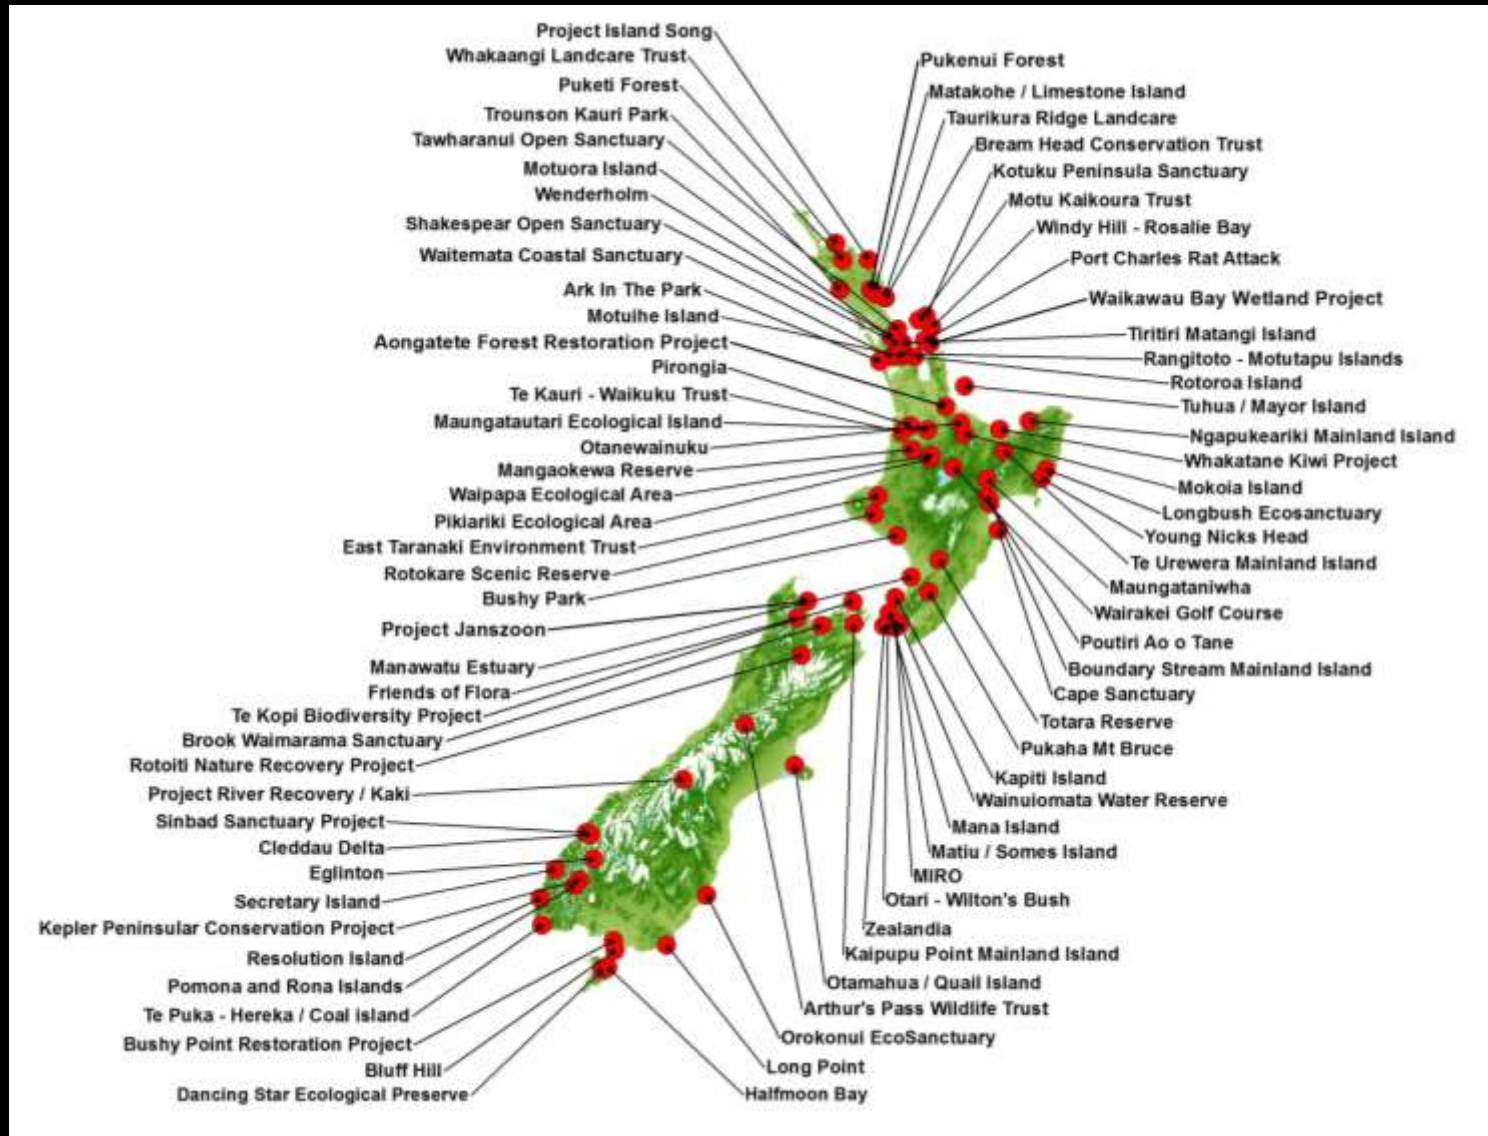 Project Island Song
Whakaangi Landcare Trust
Puketi Forest
Trounson Kauri Park
Tawharanui Open Sanctuary
Motuora Island
Wenderholm
Shakespear Open Sanctuary
Waitemata Coastal Sanctuary
Ark In The Park
Motuihe Island
Aongatete Forest Restoration Project
Pirongia
Te Kauri - Waikuku Trust
Maungatautari Ecological Island
Otanewainuku
Mangaokewa Reserve
Waipapa Ecological Area
Pikiariki Ecological Area
East Taranaki Environment Trust
Rotokare Scenic Reserve
Bushy Park
Project Janszoon
Manawatu Estuary
Friends of Flora
Te Kopi Biodiversity Project
Brook Waimarama Sanctuary
Rotoiti Nature Recovery Project
Project River Recovery / Kaki
Sinbad Sanctuary Project
Cleddau Delta
Eglinton
Secretary Island
Kepler Peninsular Conservation Project
Resolution Island
Pomona and Rona Islands
Te Puka - Hereka / Coal island
Bushy Point Restoration Project
Bluff Hill
Dancing Star Ecological Preserve
Pukenui Forest
Matakohe / Limestone Island
Taurikura Ridge Landcare
Bream Head Conservation Trust
Kotuku Peninsula Sanctuary
Motu Kaikoura Trust
Windy Hill - Rosalie Bay
Port Charles Rat Attack
Waikawau Bay Wetland Project
Tiritiri Matangi Island
Rangitoto - Motutapu Islands
Rotoroa Island
Tuhua / Mayor Island
Ngapukeariki Mainland Island
Whakatane Kiwi Project
Mokoia Island
Longbush Ecosanctuary
Young Nicks Head
Te Urewera Mainland Island
Maungataniwha
Wairakei Golf Course
Poutiri Ao o Tane
Boundary Stream Mainland Island
Cape Sanctuary
Totara Reserve
Pukaha Mt Bruce
Kapiti Island
Wainuiomata Water Reserve
Mana Island
Matiu / Somes Island
MIRO
Otari - Wilton's Bush
Zealandia
Kaipupu Point Mainland Island
Otamahua / Quail Island
Arthur's Pass Wildlife Trust
Orokonui EcoSanctuary
Long Point
Halfmoon Bay